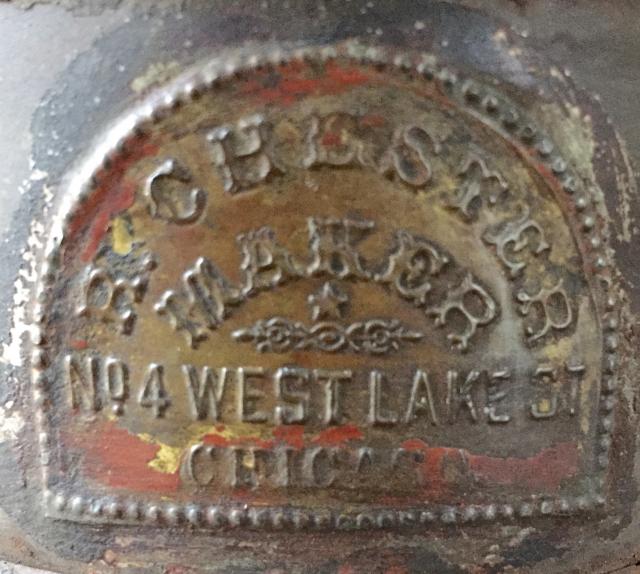 CHESTER
MAKER
No 4 WEST LAKE ST
CHICAGO